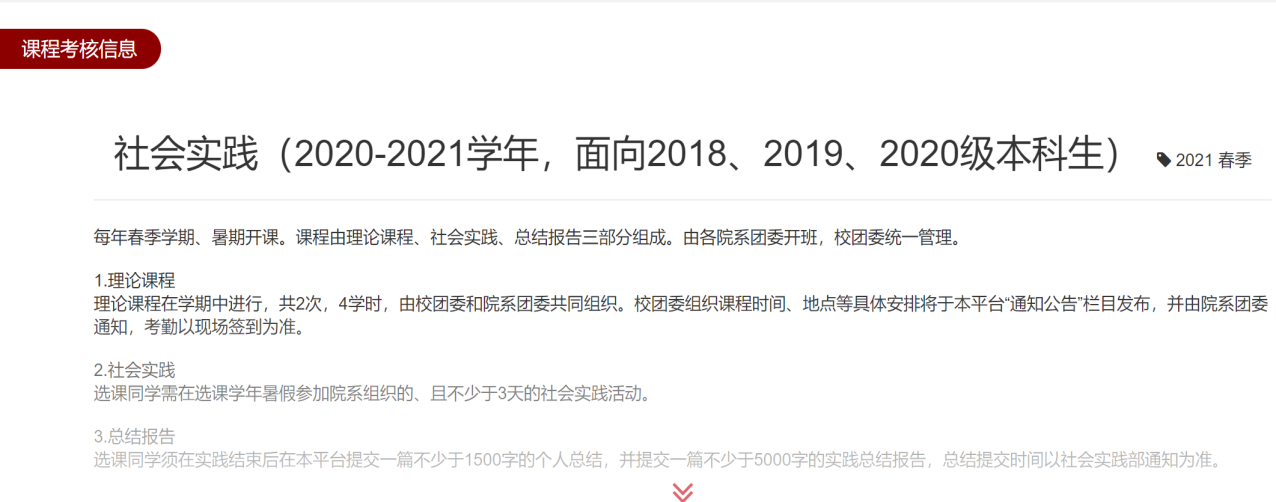 课程考核信息
社会实践（2020-2021学年，面向2018、2019、2020级本科生） 2021 春季
每年春季学期、暑期开课。课程由理论课程、社会实践、总结报告三部分组成。由各院系团委开班，校团委统一管理。
1.理论课程
理论课程在学期中进行，共2次，4学时，由校团委和院系团委共同组织。校团委组织课程时间、地点等具体安排将于本平台“通知公告”栏目发布，并由院系团委
通知，考勤以现场签到为准。
2.社会实践
选课同学需在选课学年暑假参加院系组织的、且不少于3天的社会实践活动。
3.总结报告
选课同学须在实践结束后在本平台提交一篇不少于1500字的个人总结，并提交一篇不少于5000字的实践总结报告，总结提交时间以社会实践部通知为准。